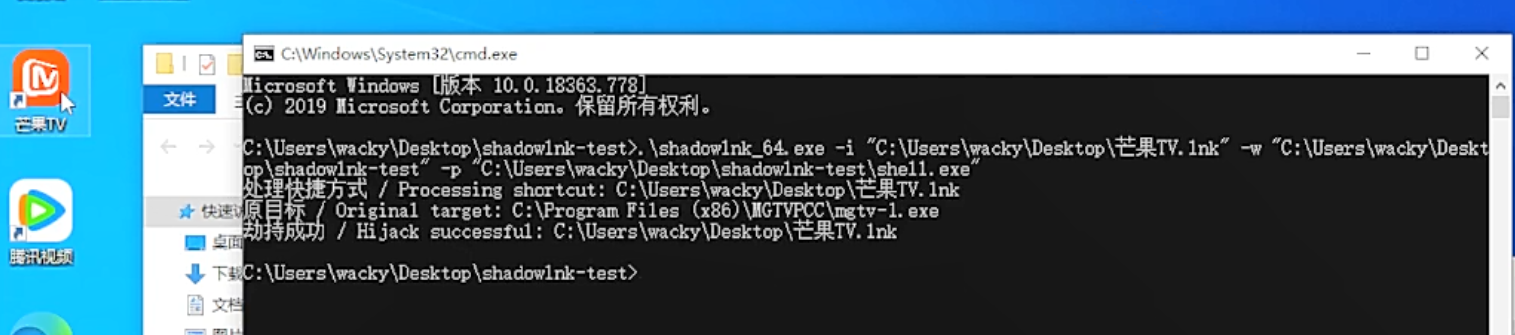 C:\Windows\System32\cmd.exe
Microsoft Windows [版本 10.0.18363.778]
(c) 2019 Microsoft Corporation。保留所有权利。
C:\Users\wacky\Desktop\shadowlnk-test>.\shadowlnk_64.exe -i "C:\Users\wacky\Desktop\芒果TV.lnk" -w "C:\Users\wacky\Deskt
op\shadowlnk-test" -p "C:\Users\wacky\Desktop\shadowlnk-test\shell.exe"
处理快捷方式 / Processing shortcut: C:\Users\wacky\Desktop\芒果TV.lnk
原目标 / Original target: C:\Program Files (x86)\MGTVPCC\mgtv-l.exe
劫持成功 / Hijack successful: C:\Users\wacky\Desktop\芒果TV.lnk
C:\Users\wacky\Desktop\shadowlnk-test>
文件
快速
桌面
下载
文档
芒果TV
腾讯视频